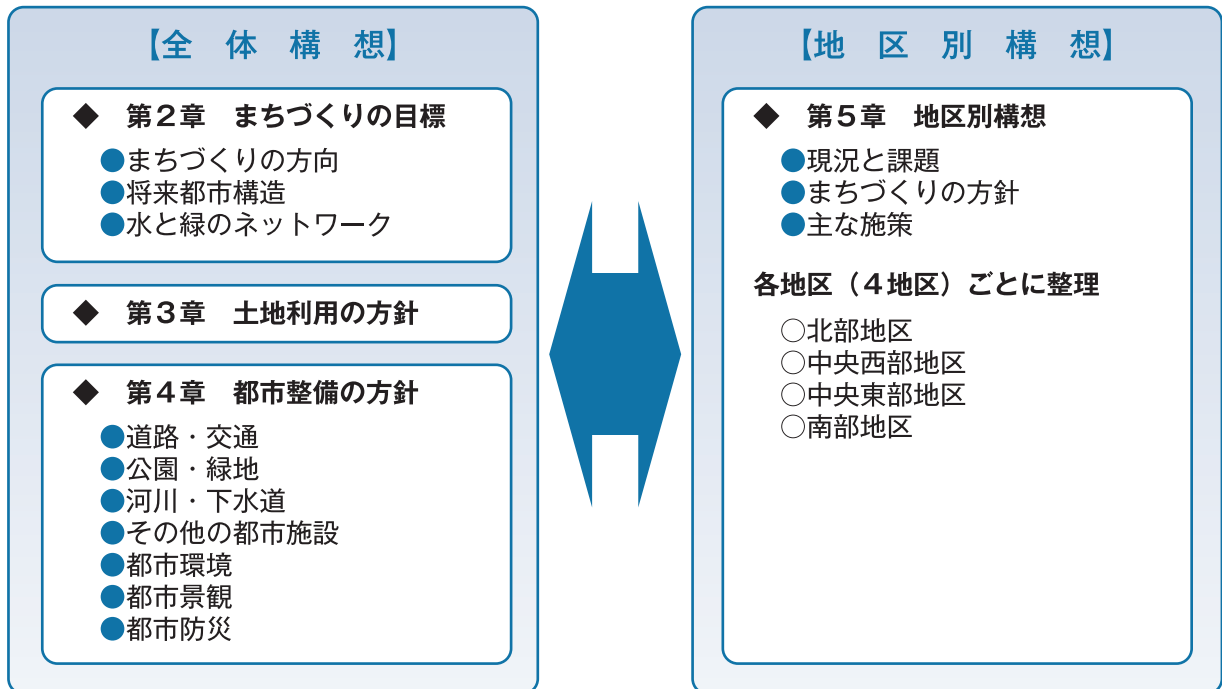 【全　体　構　想】
◆　第２章　まちづくりの目標
●まちづくりの方向
●将来都市構造
●水と緑のネットワーク
◆　第３章　土地利用の方針
◆　第４章　都市整備の方針
●道路・交通
●公園・緑地
●河川・下水道
●その他の都市施設
●都市環境
●都市景観
●都市防災
【地　区　別　構　想】
◆　第５章　地区別構想
●現況と課題
●まちづくりの方針
●主な施策
各地区（４地区）ごとに整理
○北部地区
○中央西部地区
○中央東部地区
○南部地区